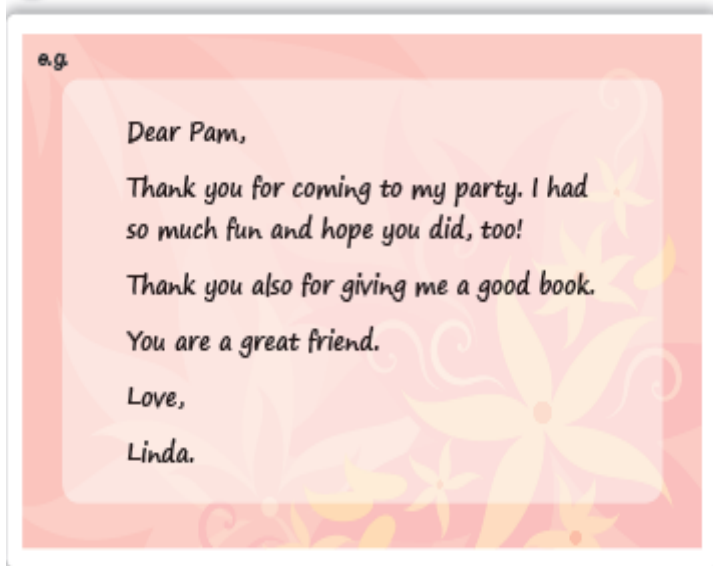 e.g.
Dear Pam,
Thank you for coming to my party. I had
so much fun and hope you did, too!
Thank you also for giving me a good book.
You are a great friend.
Love,
Linda.